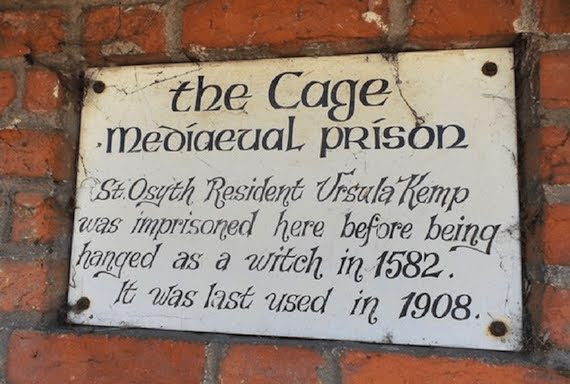 the Cage
mediaeval prison
St. Osyth Resident Ursula Kemp
was imprisoned here before being
hanged as a witch in 1582.
It was last used in 1908.